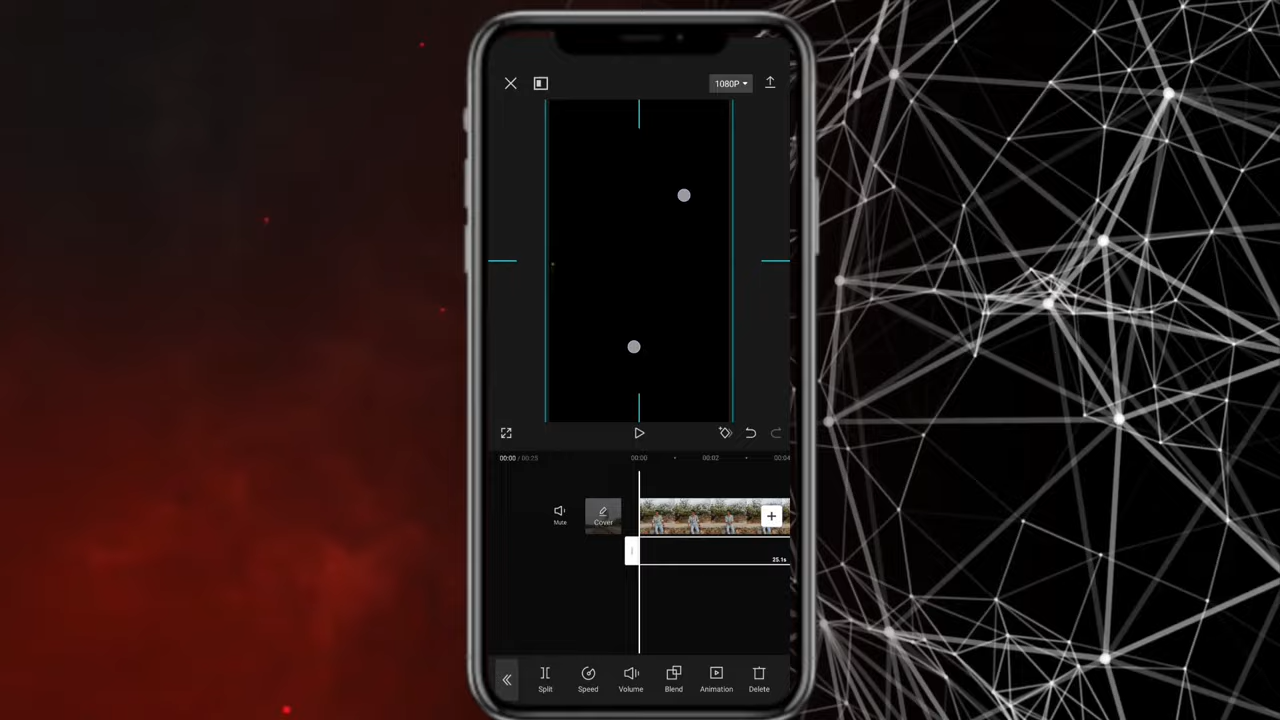 1080P
00:00 / 00:25
00:00
00:02
00:04
Mute
Cover
25.1s
Split
Speed
Volume
Blend
Animation
Delete